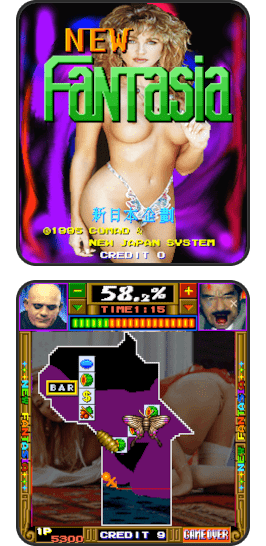 NEW
Fantasia
新日本企劃
©1995 COMAD &
NEW JAPAN SYSTEM
CREDIT 0
58.2%
TIME 1:15
BAR
$
NEW FANTASIA
NEW FANTASIA
1P
5300
CREDIT 9
GAME OVER